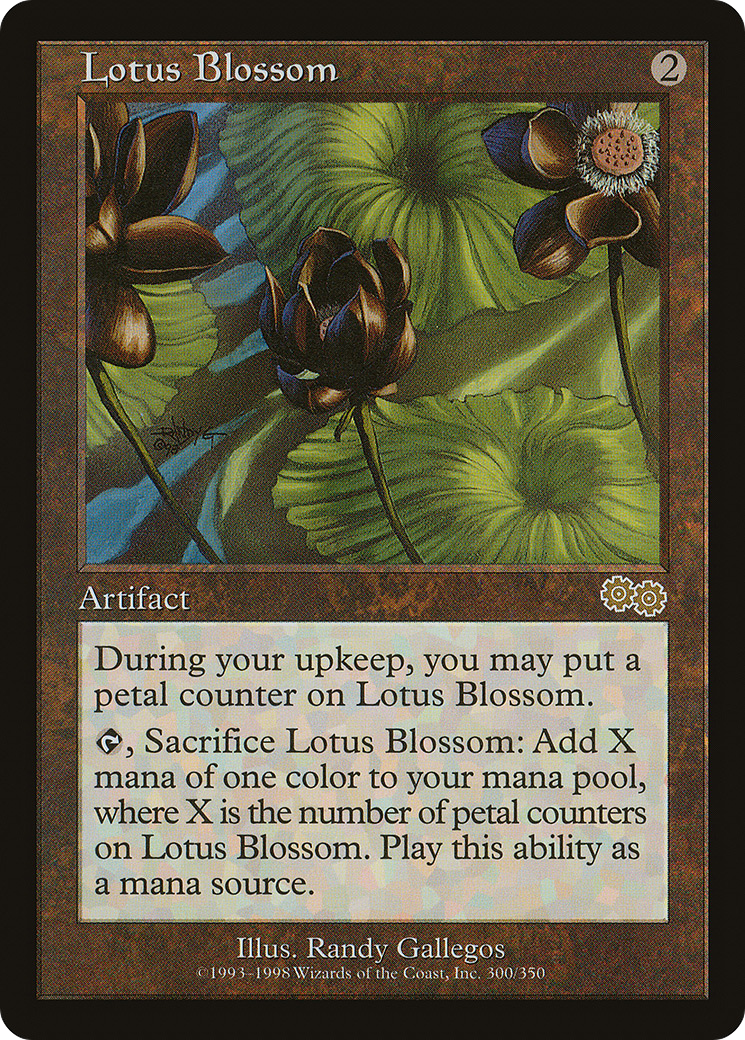 Lotus Blossom 2
Artifact
During your upkeep, you may put a
petal counter on Lotus Blossom.
, Sacrifice Lotus Blossom: Add X
mana of one color to your mana pool,
where X is the number of petal counters
on Lotus Blossom. Play this ability as
a mana source.
Illus. Randy Gallegos
©1993–1998 Wizards of the Coast, Inc. 300/350